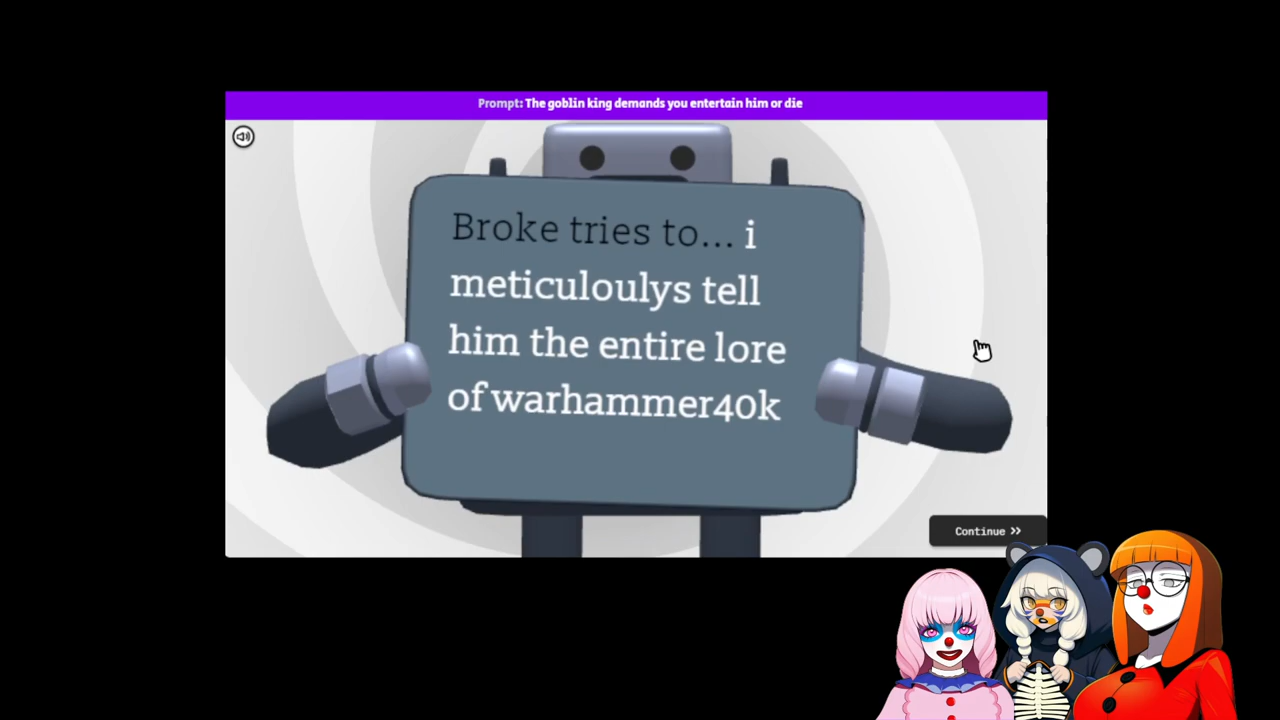 Prompt: The goblin king demands you entertain him or die
Broke tries to... i
meticuloulys tell
him the entire lore
of warhammer40k
Continue >>